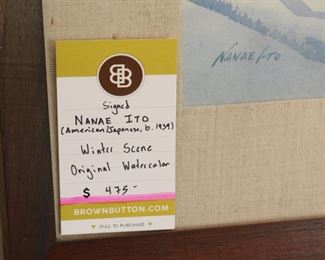 BB
Signed
NANAE ITO
(American/Japanese, b. 1939)
Winter Scene
Original Watercolor
$ 475-
BROWNBUTTON.COM
▼ PULL TO PURCHASE ▼
NANAE ITO